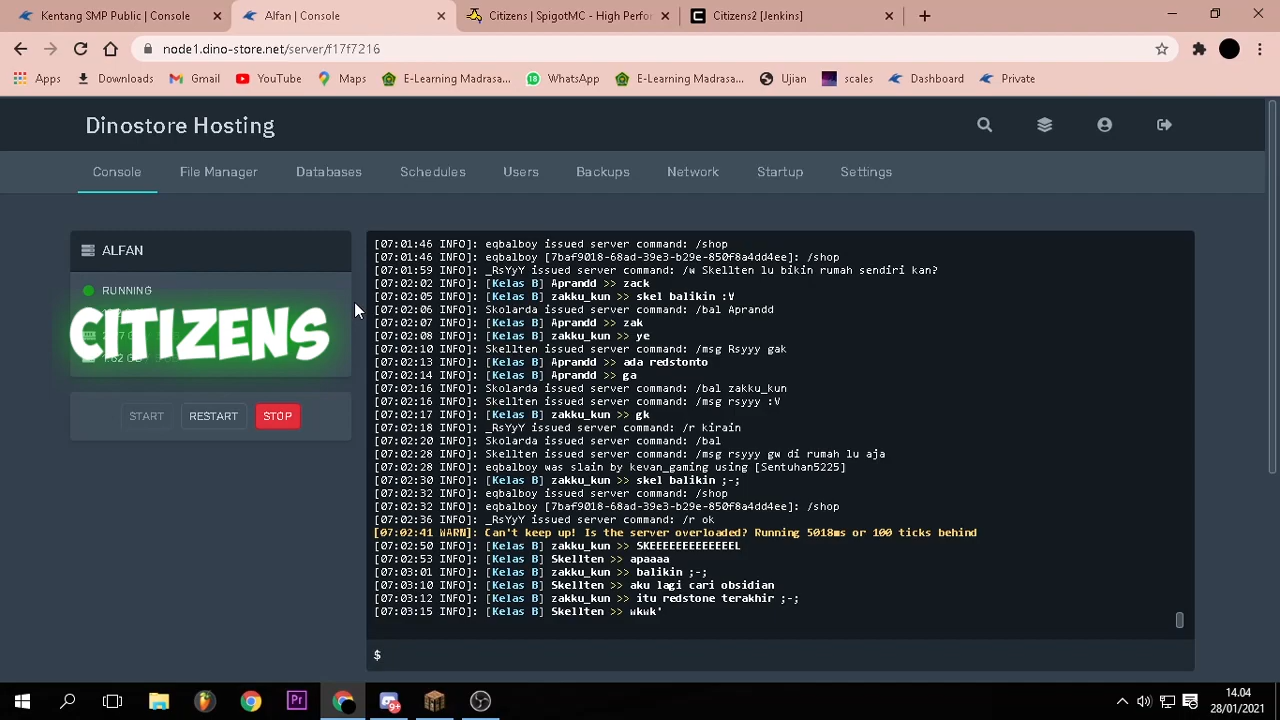 Kentang SMP Public | Console
Alfan | Console
Citizens | SpigotMC - High Perfo
Citizens2 [Jenkins]
node1.dino-store.net/server/f17f7216
Apps
Downloads
Gmail
YouTube
Maps
E-Learning Madrasa...
WhatsApp
E-Learning Madrasa...
Ujian
scales
Dashboard
Private
Dinostore Hosting
Console
File Manager
Databases
Schedules
Users
Backups
Network
Startup
Settings
ALFAN
RUNNING
CITIZENS
START
RESTART
STOP
[07:01:46 INFO]: eqbalboy issued server command: /shop
[07:01:46 INFO]: eqbalboy [7baf9018-68ad-39e3-b29e-850f8a4dd4ee]: /shop
[07:01:59 INFO]: _RsYyY issued server command: /w Skellten lu bikin rumah sendiri kan?
[07:02:02 INFO]: [Kelas B] Aprandd >> zack
[07:02:05 INFO]: [Kelas B] zakku_kun >> skel balikin :V
[07:02:06 INFO]: Skolarda issued server command: /bal Aprandd
[07:02:07 INFO]: [Kelas B] Aprandd >> zak
[07:02:08 INFO]: [Kelas B] zakku_kun >> ye
[07:02:10 INFO]: Skellten issued server command: /msg Rsyyy gak
[07:02:13 INFO]: [Kelas B] Aprandd >> ada redstonto
[07:02:14 INFO]: [Kelas B] Aprandd >> ga
[07:02:16 INFO]: Skolarda issued server command: /bal zakku_kun
[07:02:16 INFO]: Skellten issued server command: /msg rsyyy :V
[07:02:17 INFO]: [Kelas B] zakku_kun >> gk
[07:02:18 INFO]: _RsYyY issued server command: /r kirain
[07:02:20 INFO]: Skolarda issued server command: /bal
[07:02:28 INFO]: Skellten issued server command: /msg rsyyy gw di rumah lu aja
[07:02:28 INFO]: eqbalboy was slain by kevan_gaming using [Sentuhan5225]
[07:02:30 INFO]: [Kelas B] zakku_kun >> skel balikin ;-;
[07:02:32 INFO]: eqbalboy issued server command: /shop
[07:02:32 INFO]: eqbalboy [7baf9018-68ad-39e3-b29e-850f8a4dd4ee]: /shop
[07:02:36 INFO]: _RsYyY issued server command: /r ok
[07:02:41 WARN]: Can't keep up! Is the server overloaded? Running 5018ms or 100 ticks behind
[07:02:50 INFO]: [Kelas B] zakku_kun >> SKEEEEEEEEEEEEEL
[07:02:53 INFO]: [Kelas B] Skellten >> apaaaa
[07:03:01 INFO]: [Kelas B] zakku_kun >> balikin ;-;
[07:03:10 INFO]: [Kelas B] Skellten >> aku lagi cari obsidian
[07:03:12 INFO]: [Kelas B] zakku_kun >> itu redstone terakhir ;-;
[07:03:15 INFO]: [Kelas B] Skellten >> wkwk'
$
14.04
28/01/2021